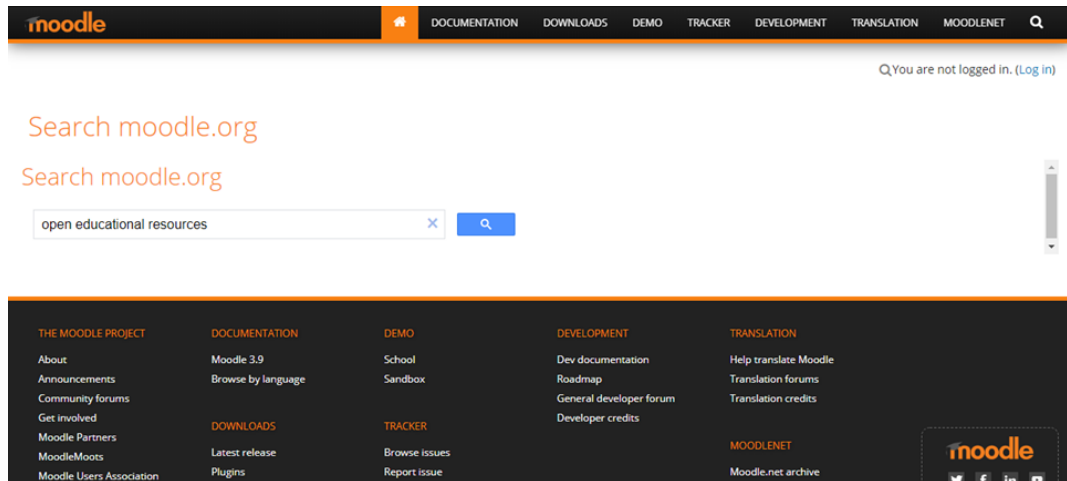 moodle
DOCUMENTATION DOWNLOADS DEMO TRACKER DEVELOPMENT TRANSLATION MOODLENET
You are not logged in. (Log in)
Search moodle.org
Search moodle.org
open educational resources
THE MOODLE PROJECT
About
Announcements
Community forums
Get involved
Moodle Partners
MoodleMoots
Moodle Users Association
DOCUMENTATION
Moodle 3.9
Browse by language
DOWNLOADS
Latest release
Plugins
DEMO
School
Sandbox
TRACKER
Browse issues
Report issue
DEVELOPMENT
Dev documentation
Roadmap
General developer forum
Developer credits
TRANSLATION
Help translate Moodle
Translation forums
Translation credits
MOODLENET
Moodle.net archive
moodle